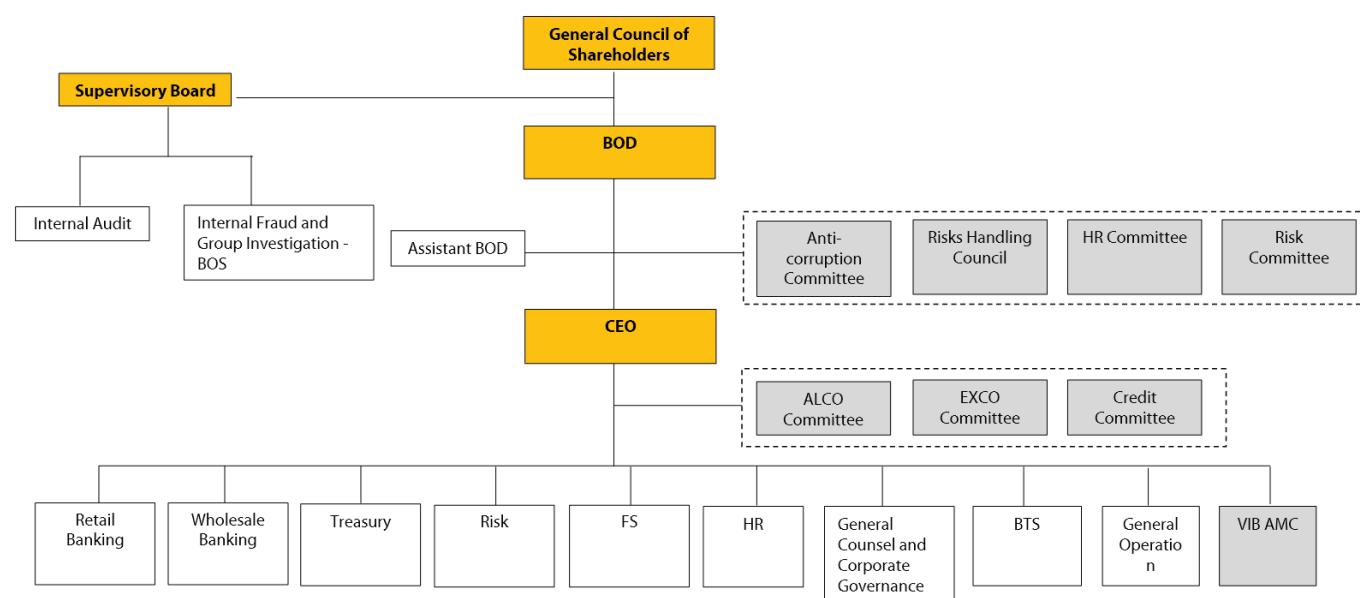 General Council of
Shareholders
Supervisory Board
BOD
Internal Audit
Internal Fraud and
Group Investigation -
BOS
Assistant BOD
Anti-
corruption
Committee
Risks Handling
Council
HR Committee
Risk
Committee
CEO
ALCO
Committee
EXCO
Committee
Credit
Committee
Retail
Banking
Wholesale
Banking
Treasury
Risk
FS
HR
General
Counsel and
Corporate
Governance
BTS
General
Operatio
n
VIB AMC